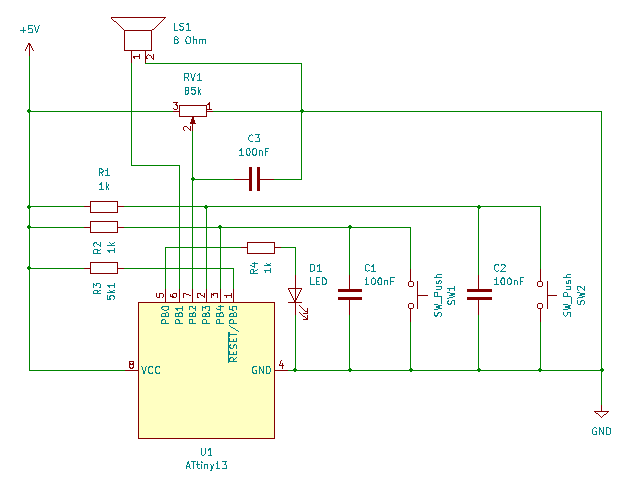 +5V
LS1
8 Ohm
1
2
RV1
85k
3
1
2
C3
100nF
R1
1k
R2
1k
R3
5k1
R4
1k
D1
LED
C1
100nF
SW_Push
SW1
C2
100nF
SW_Push
SW2
5
6
7
2
3
1
PB0
PB1
PB2
PB3
PB4
RESET/PB5
8
VCC
GND
4
U1
ATtiny13
GND